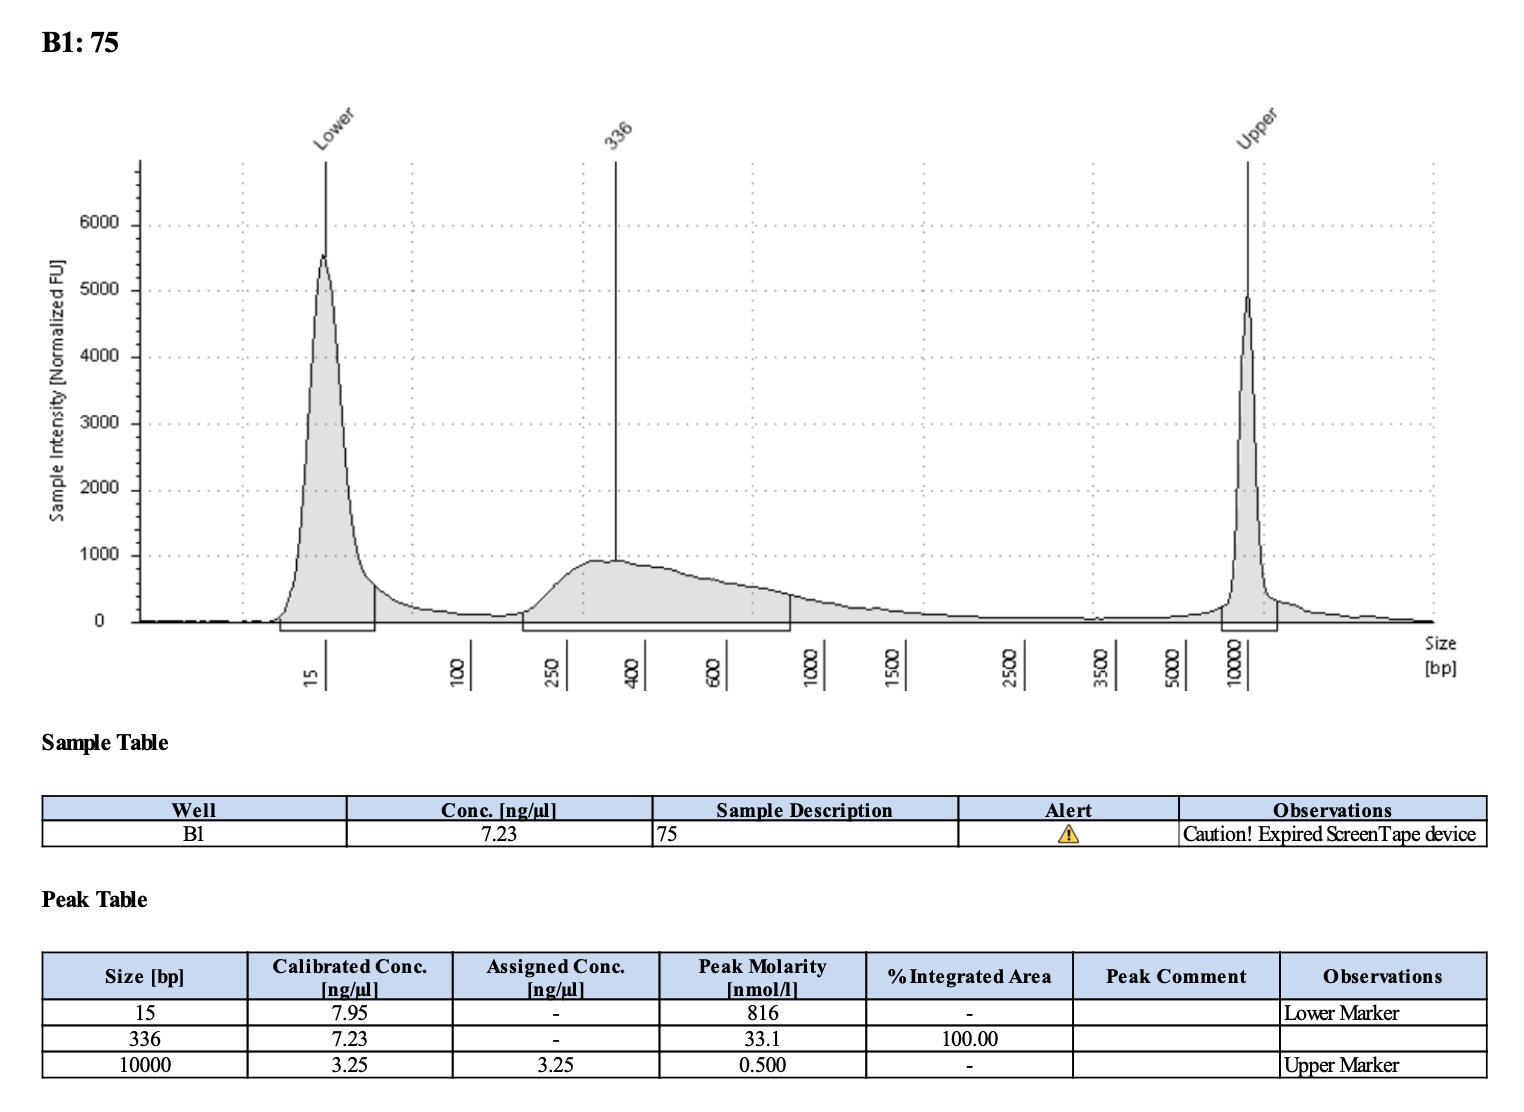 B1: 75
Lower
336
Upper
Sample Intensity [Normalized FU]
6000
5000
4000
3000
2000
1000
0
15
100
250
400
600
1000
1500
2500
3500
5000
10000
Size
[bp]
Sample Table
Well Conc. [ng/µl] Sample Description Alert Observations
B1 7.23 75 Caution! Expired ScreenTape device
Peak Table
Size [bp] Calibrated Conc. [ng/µl] Assigned Conc. [ng/µl] Peak Molarity [nmol/l] % Integrated Area Peak Comment Observations
15 7.95 - 816 - Lower Marker
336 7.23 - 33.1 100.00
10000 3.25 3.25 0.500 - Upper Marker